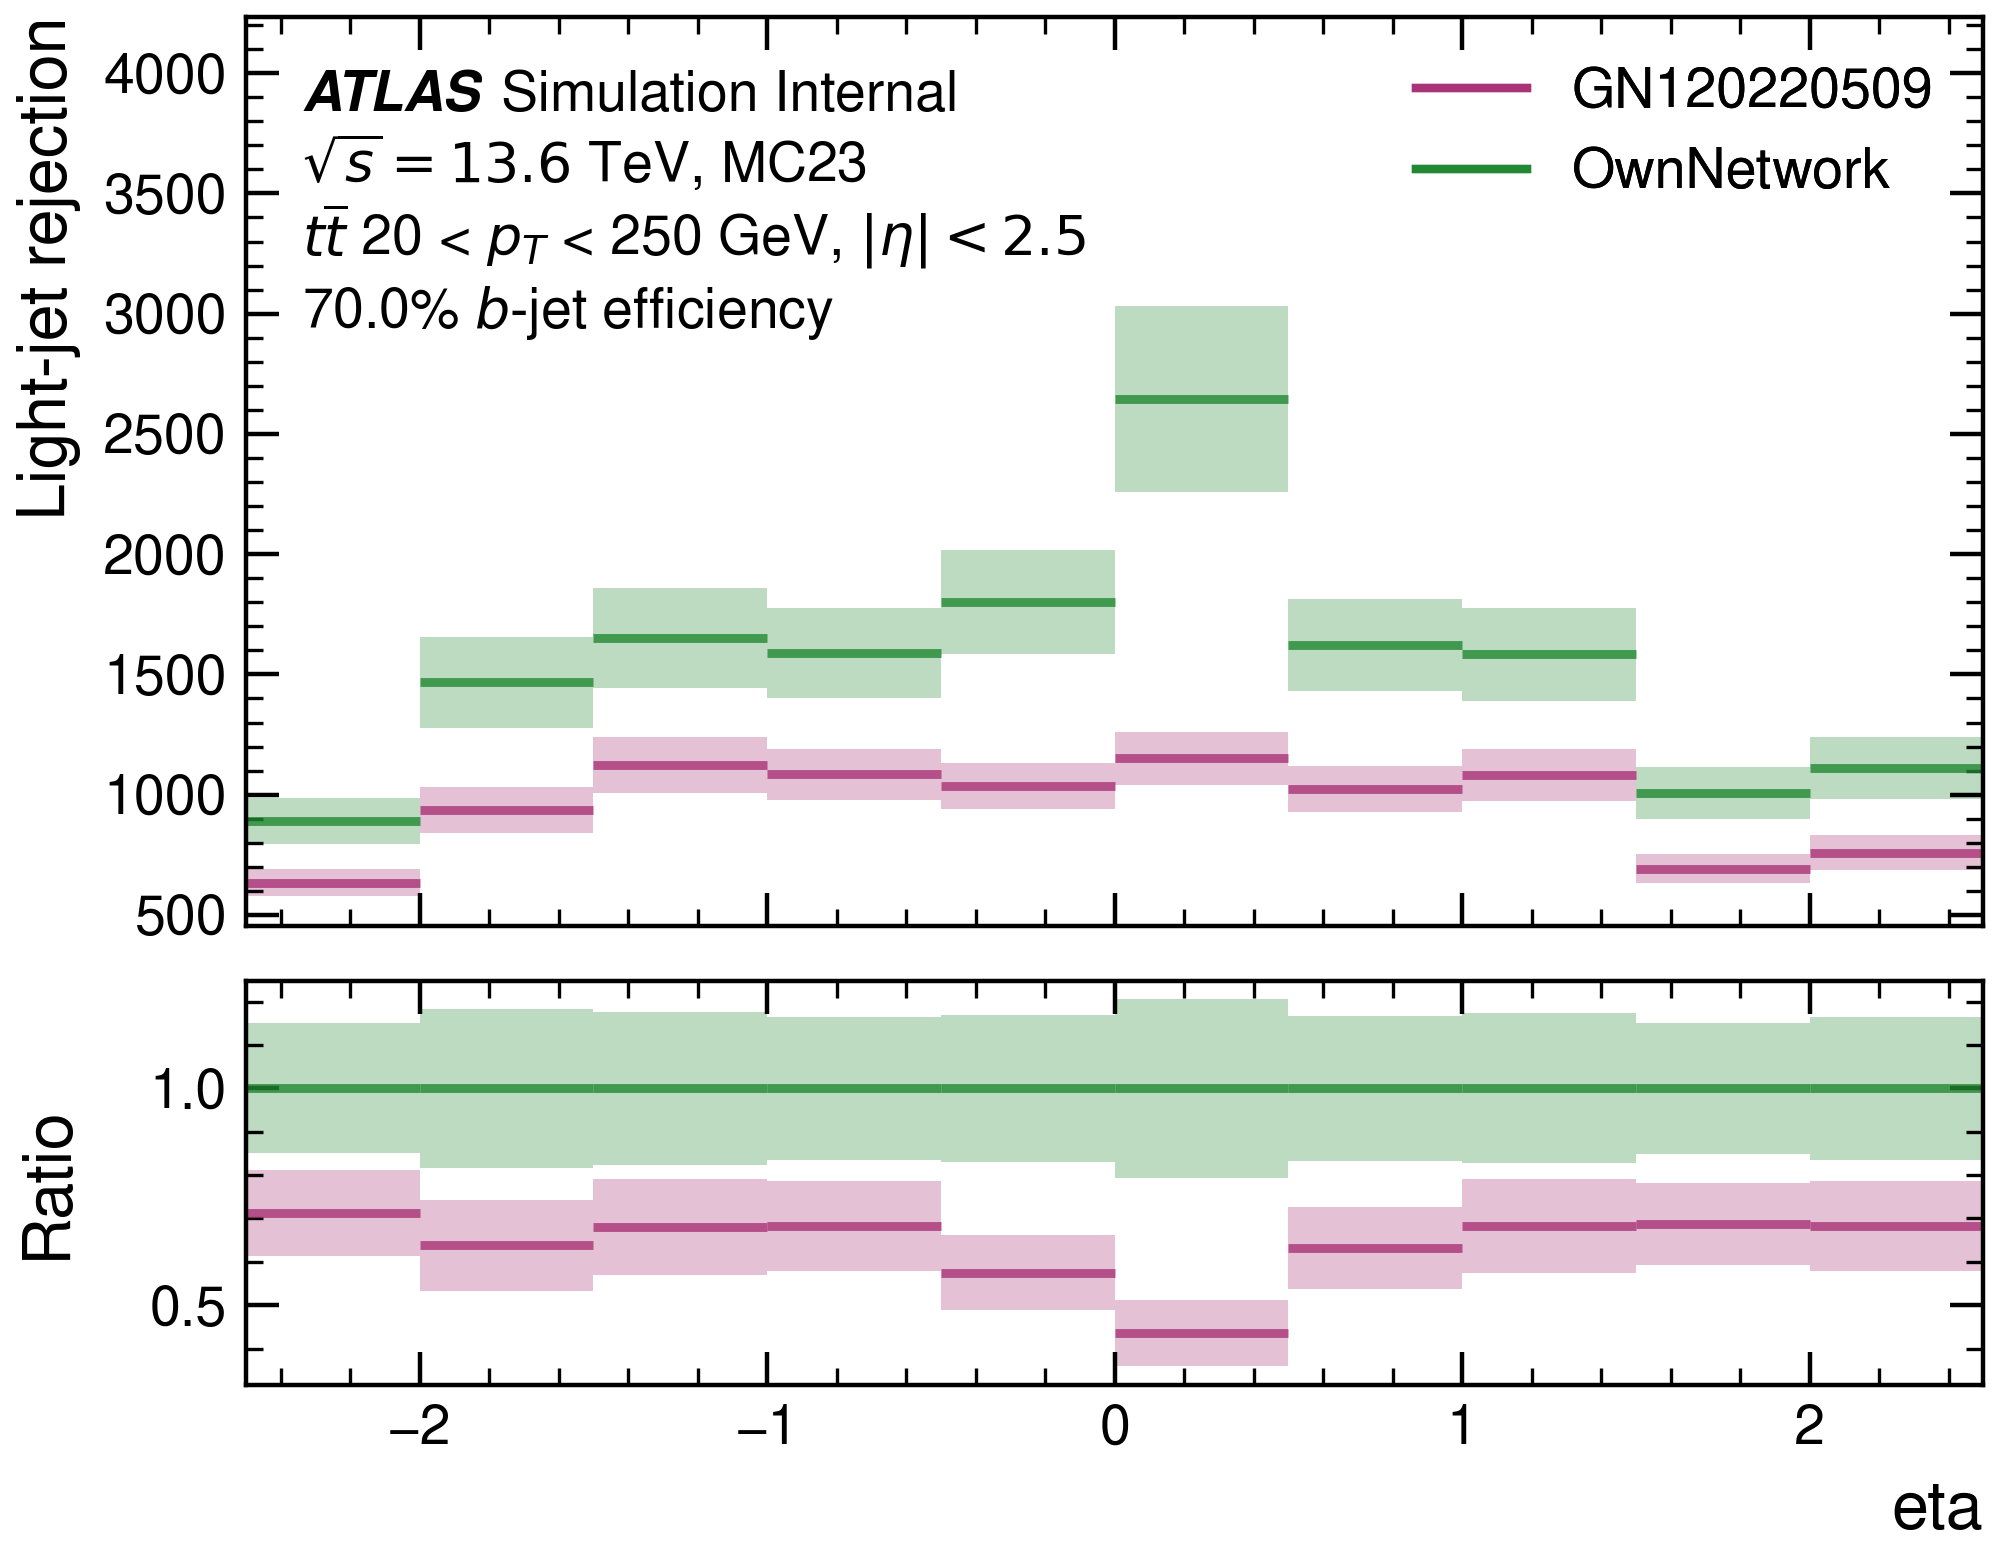 Light-jet rejection
4000
3500
3000
2500
2000
1500
1000
500
ATLAS Simulation Internal
√s = 13.6 TeV, MC23
tt̄ 20 < p_T < 250 GeV, |η| < 2.5
70.0% b-jet efficiency
GN120220509
OwnNetwork
Ratio
1.0
0.5
−2 −1 0 1 2
eta